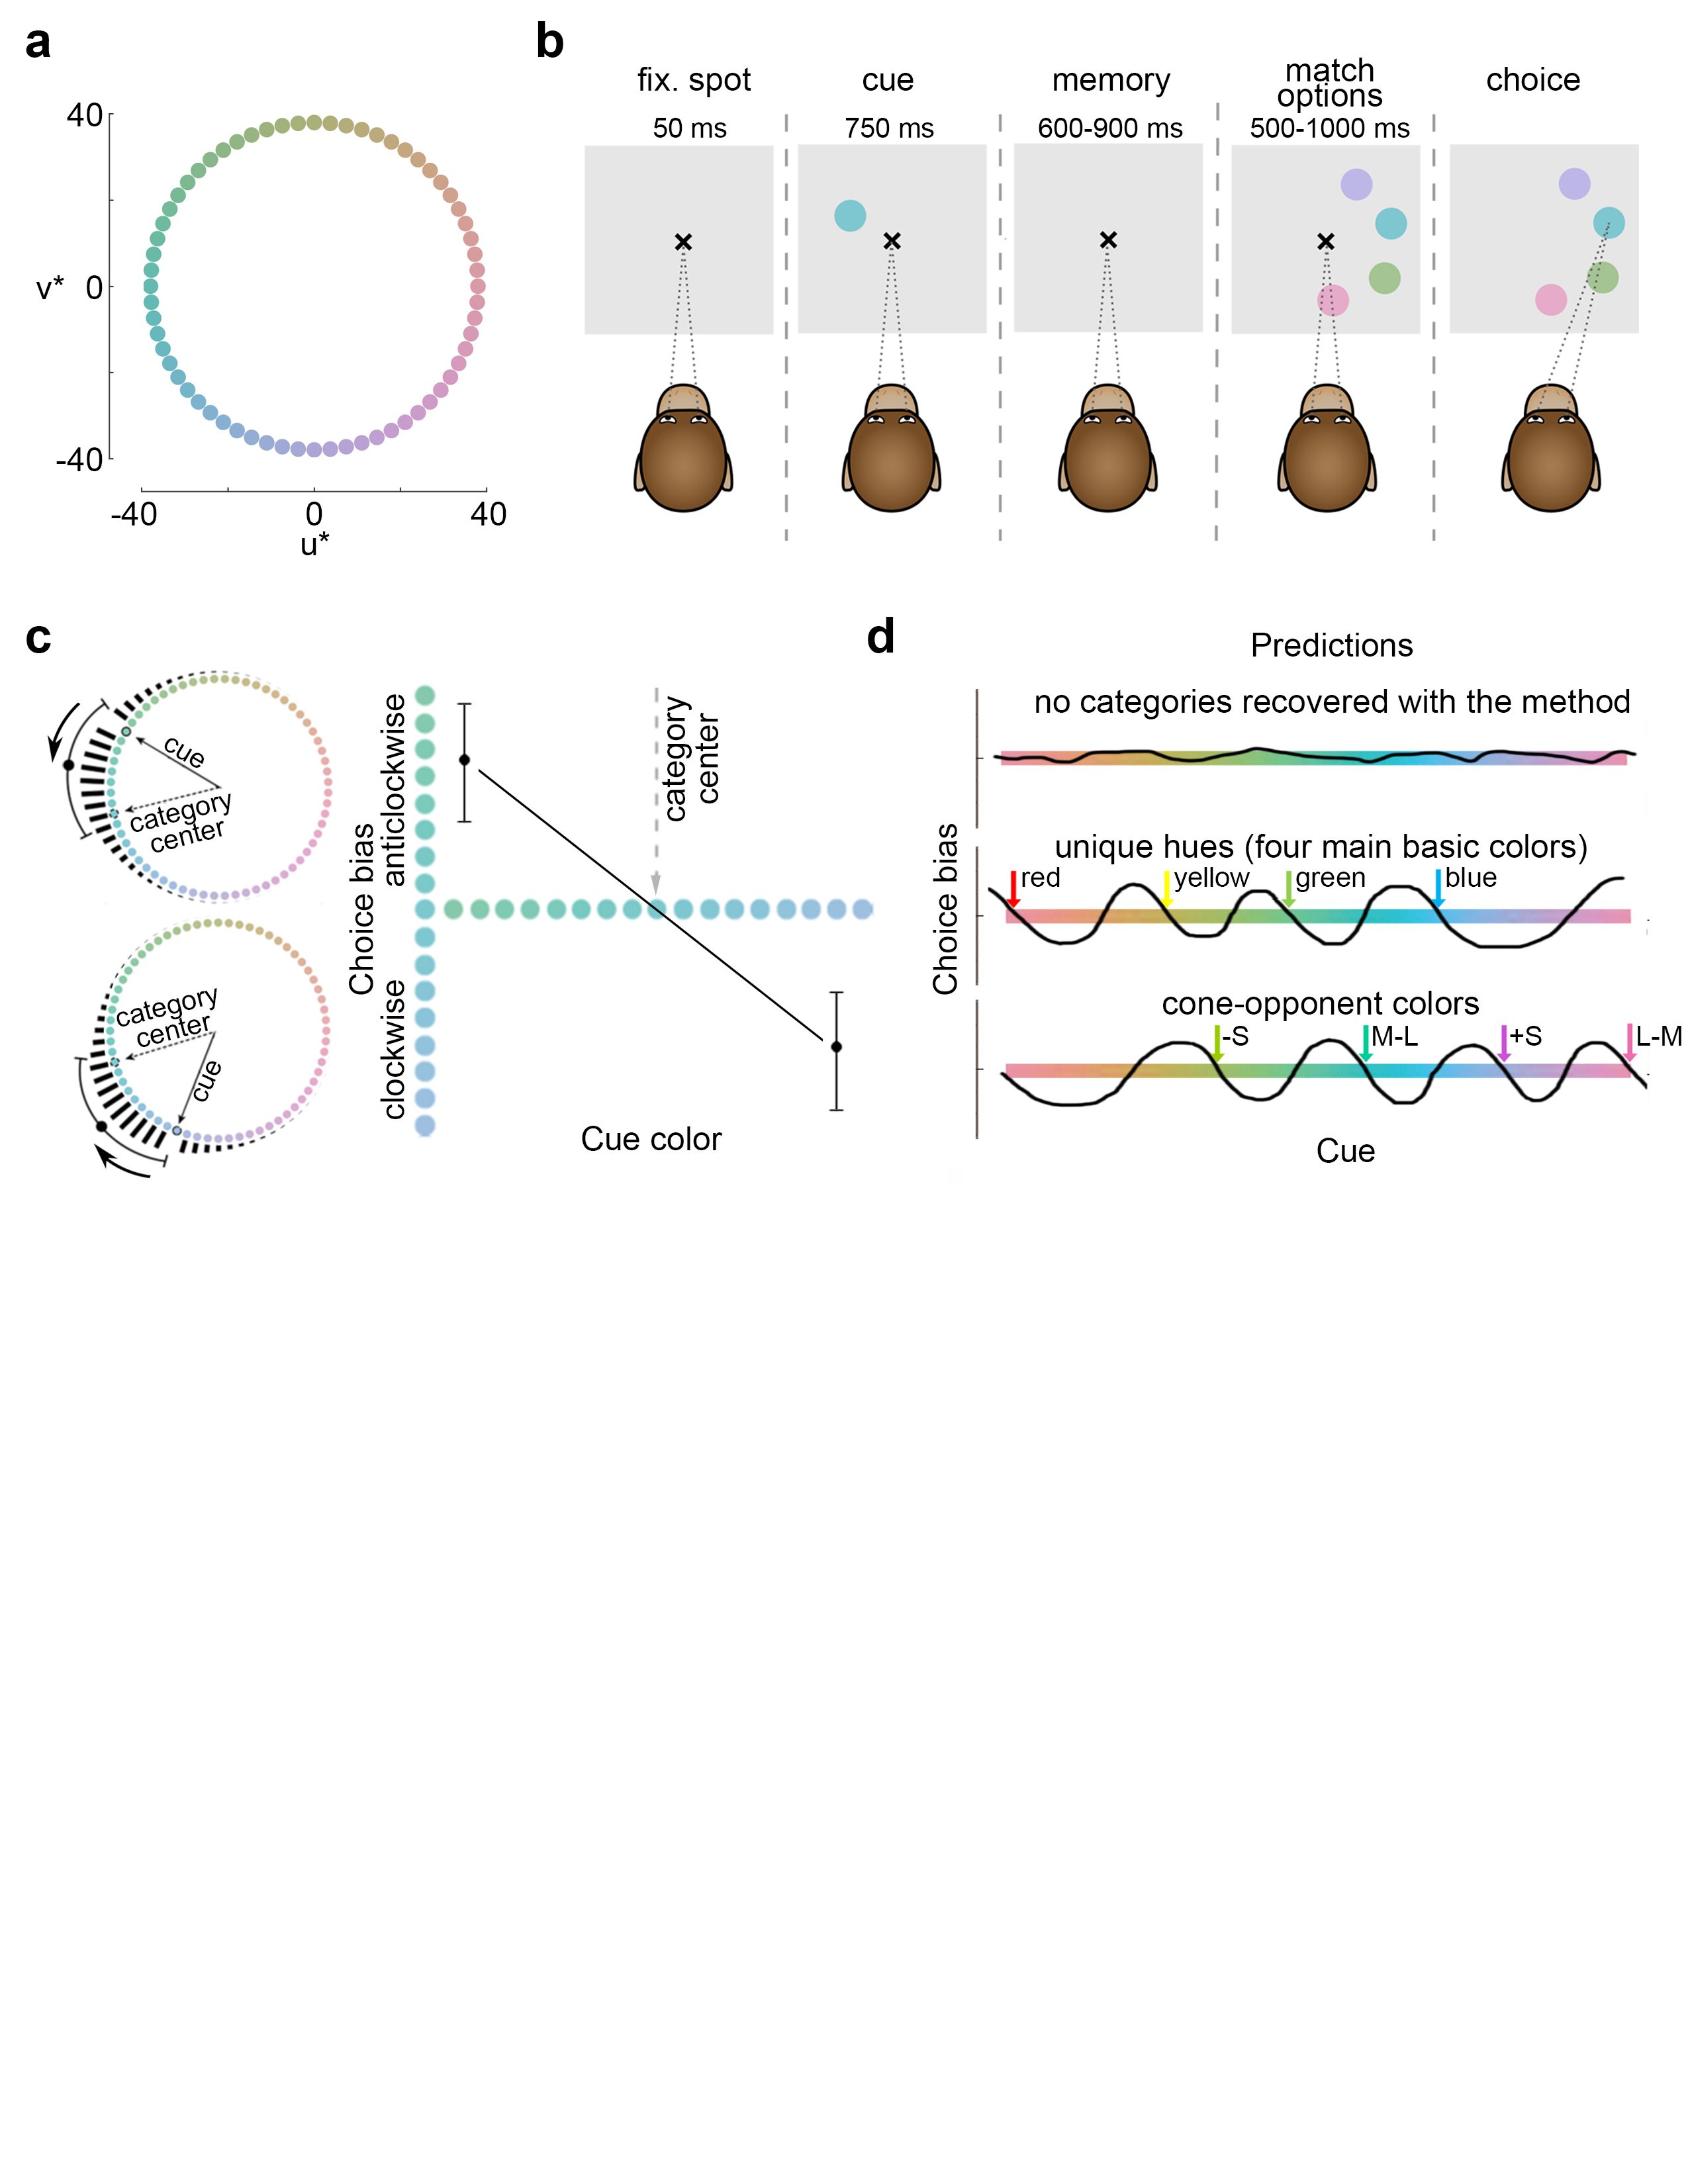 a
40
v* 0
-40
-40 0 40
u*
b
fix. spot
50 ms
cue
750 ms
memory
600-900 ms
match
options
500-1000 ms
choice
c
cue
category
center
category
center
cue
Choice bias
anticlockwise
clockwise
category
center
Cue color
d
Predictions
Choice bias
no categories recovered with the method
unique hues (four main basic colors)
red yellow green blue
cone-opponent colors
-S M-L +S L-M
Cue